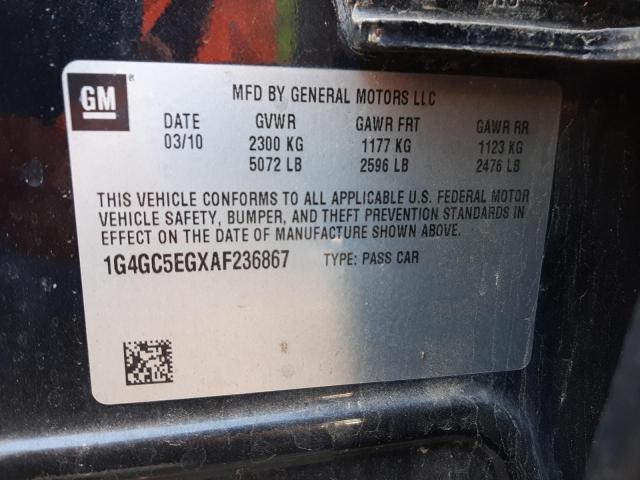 GM ®
MFD BY GENERAL MOTORS LLC
DATE GVWR GAWR FRT GAWR RR
03/10 2300 KG 1177 KG 1123 KG
5072 LB 2596 LB 2476 LB
THIS VEHICLE CONFORMS TO ALL APPLICABLE U.S. FEDERAL MOTOR
VEHICLE SAFETY, BUMPER, AND THEFT PREVENTION STANDARDS IN
EFFECT ON THE DATE OF MANUFACTURE SHOWN ABOVE.
1G4GC5EGXAF236867 TYPE: PASS CAR